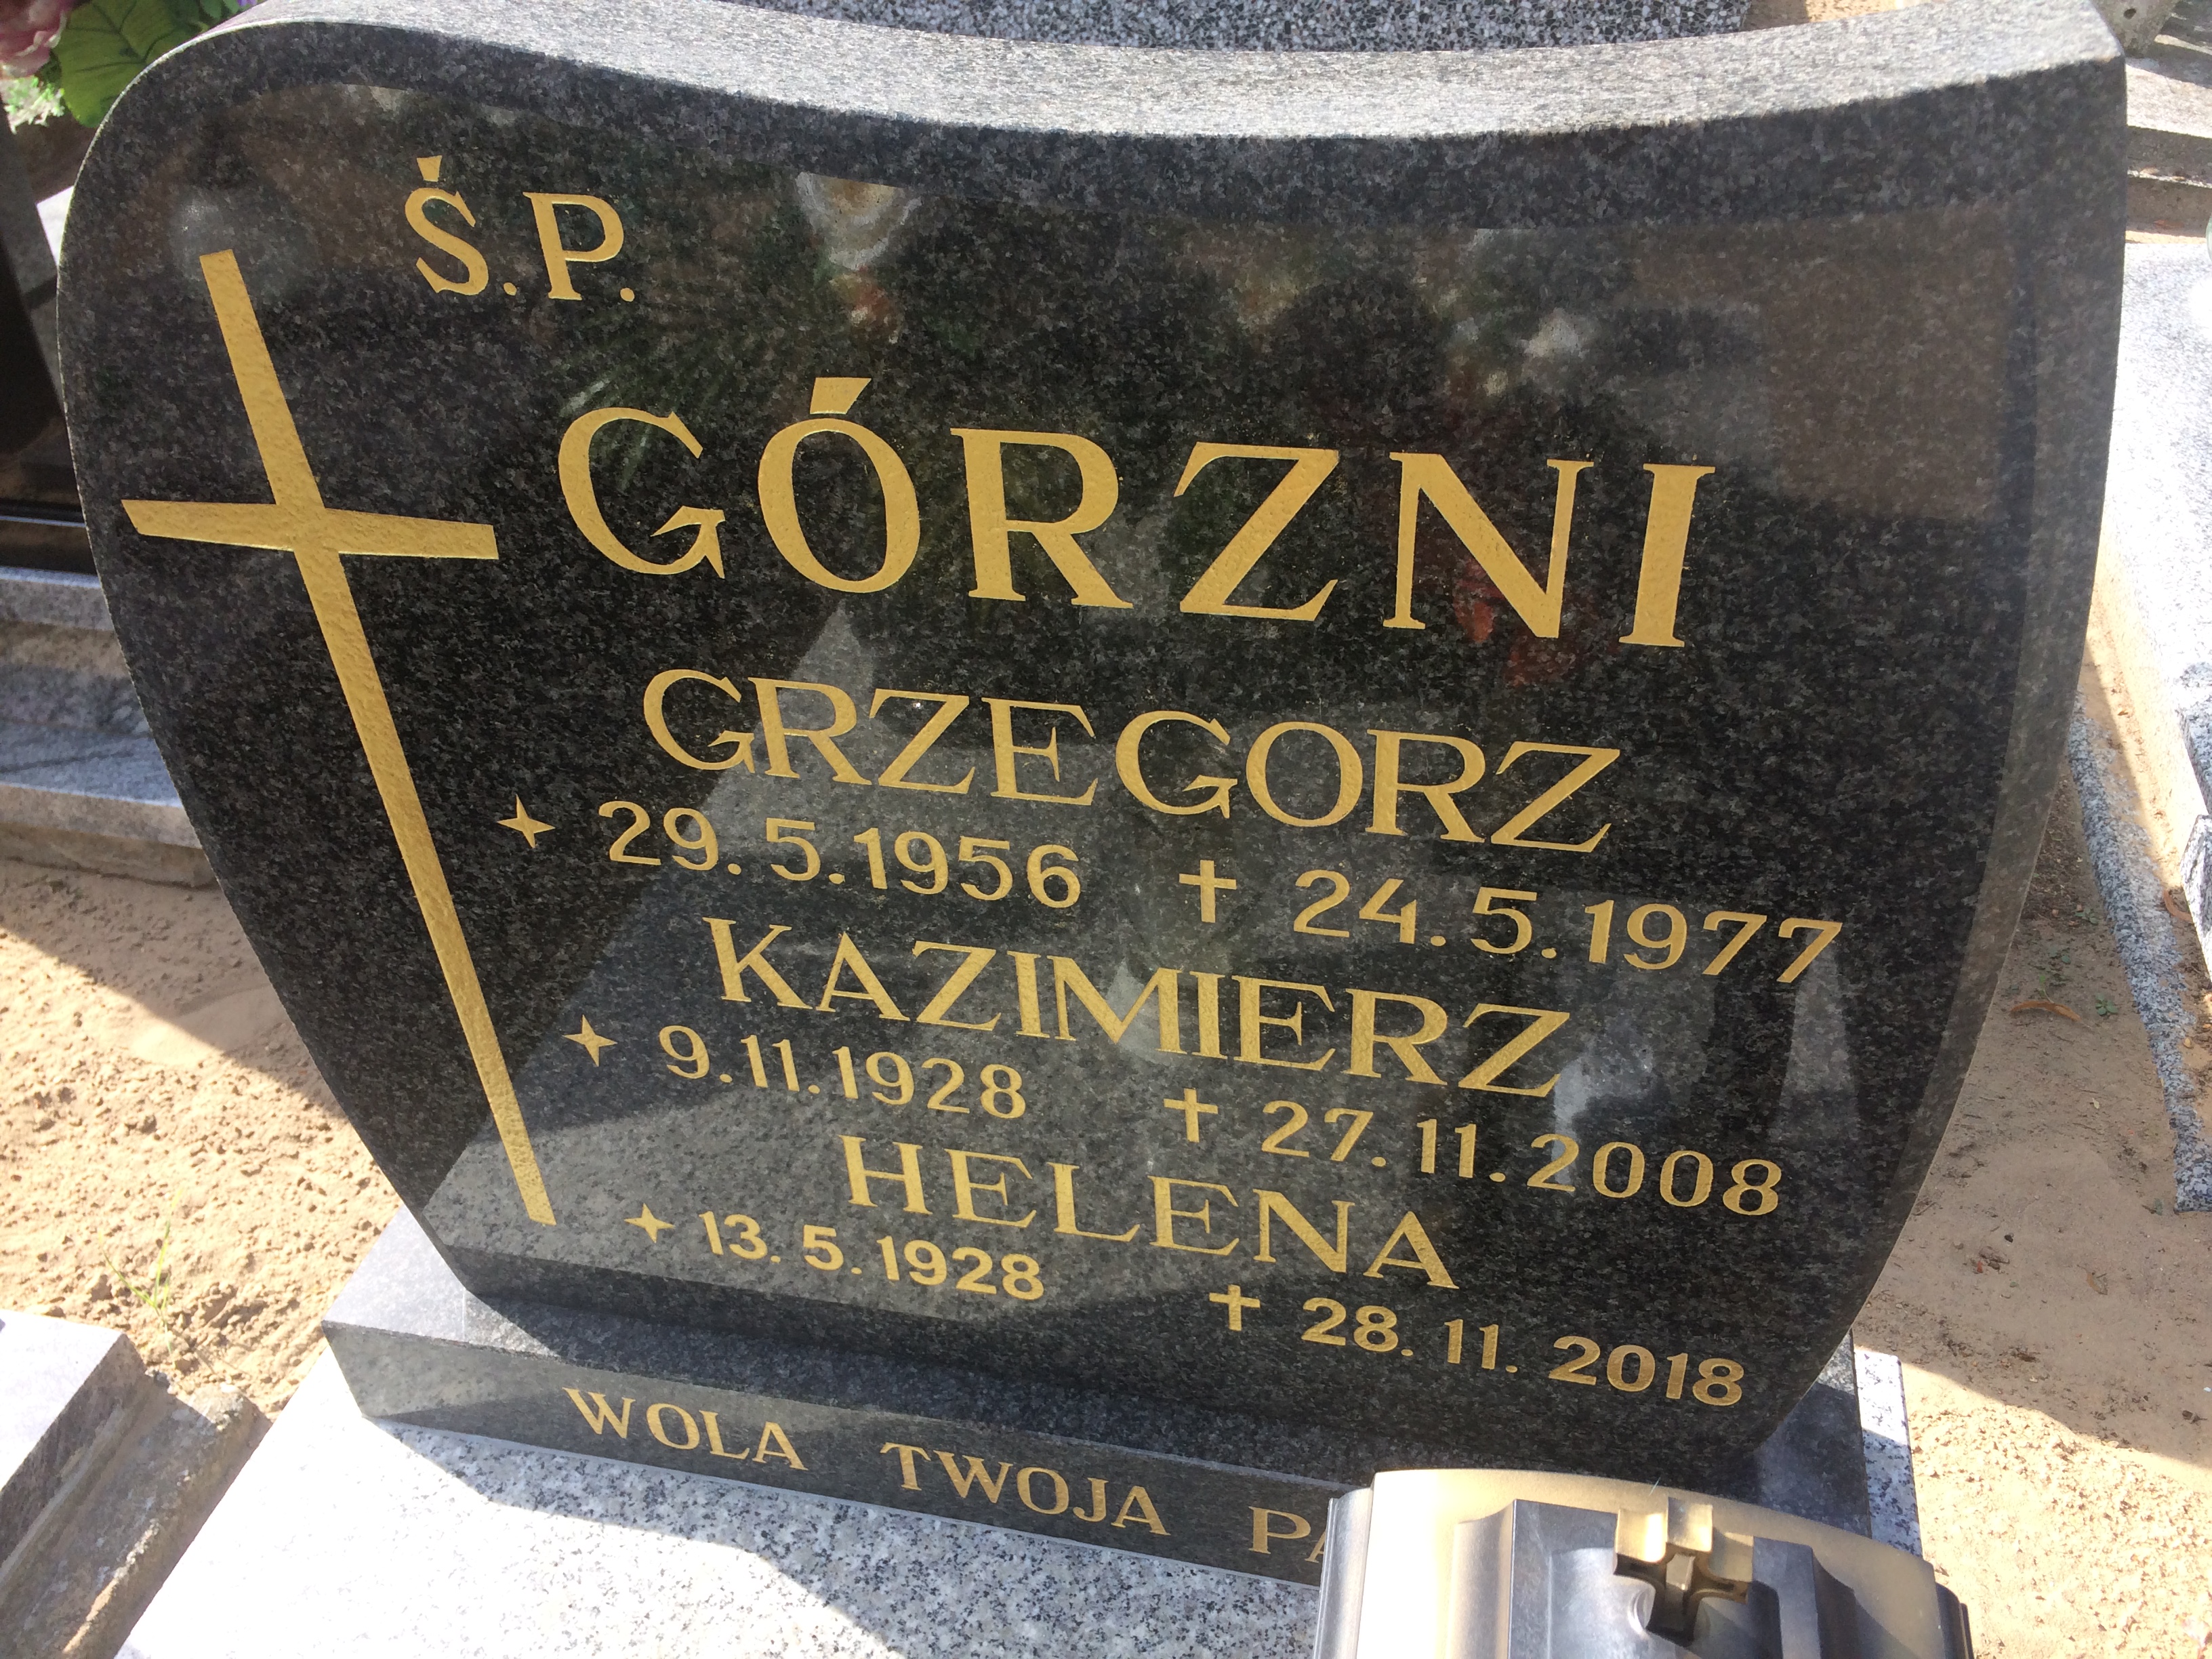 Ś.P.
GÓRZNI
GRZEGORZ
29.5.1956 ✝ 24.5.1977
KAZIMIERZ
9.11.1928 ✝ 27.11.2008
HELENA
13.5.1928 ✝ 28.11.2018
WOLA TWOJA